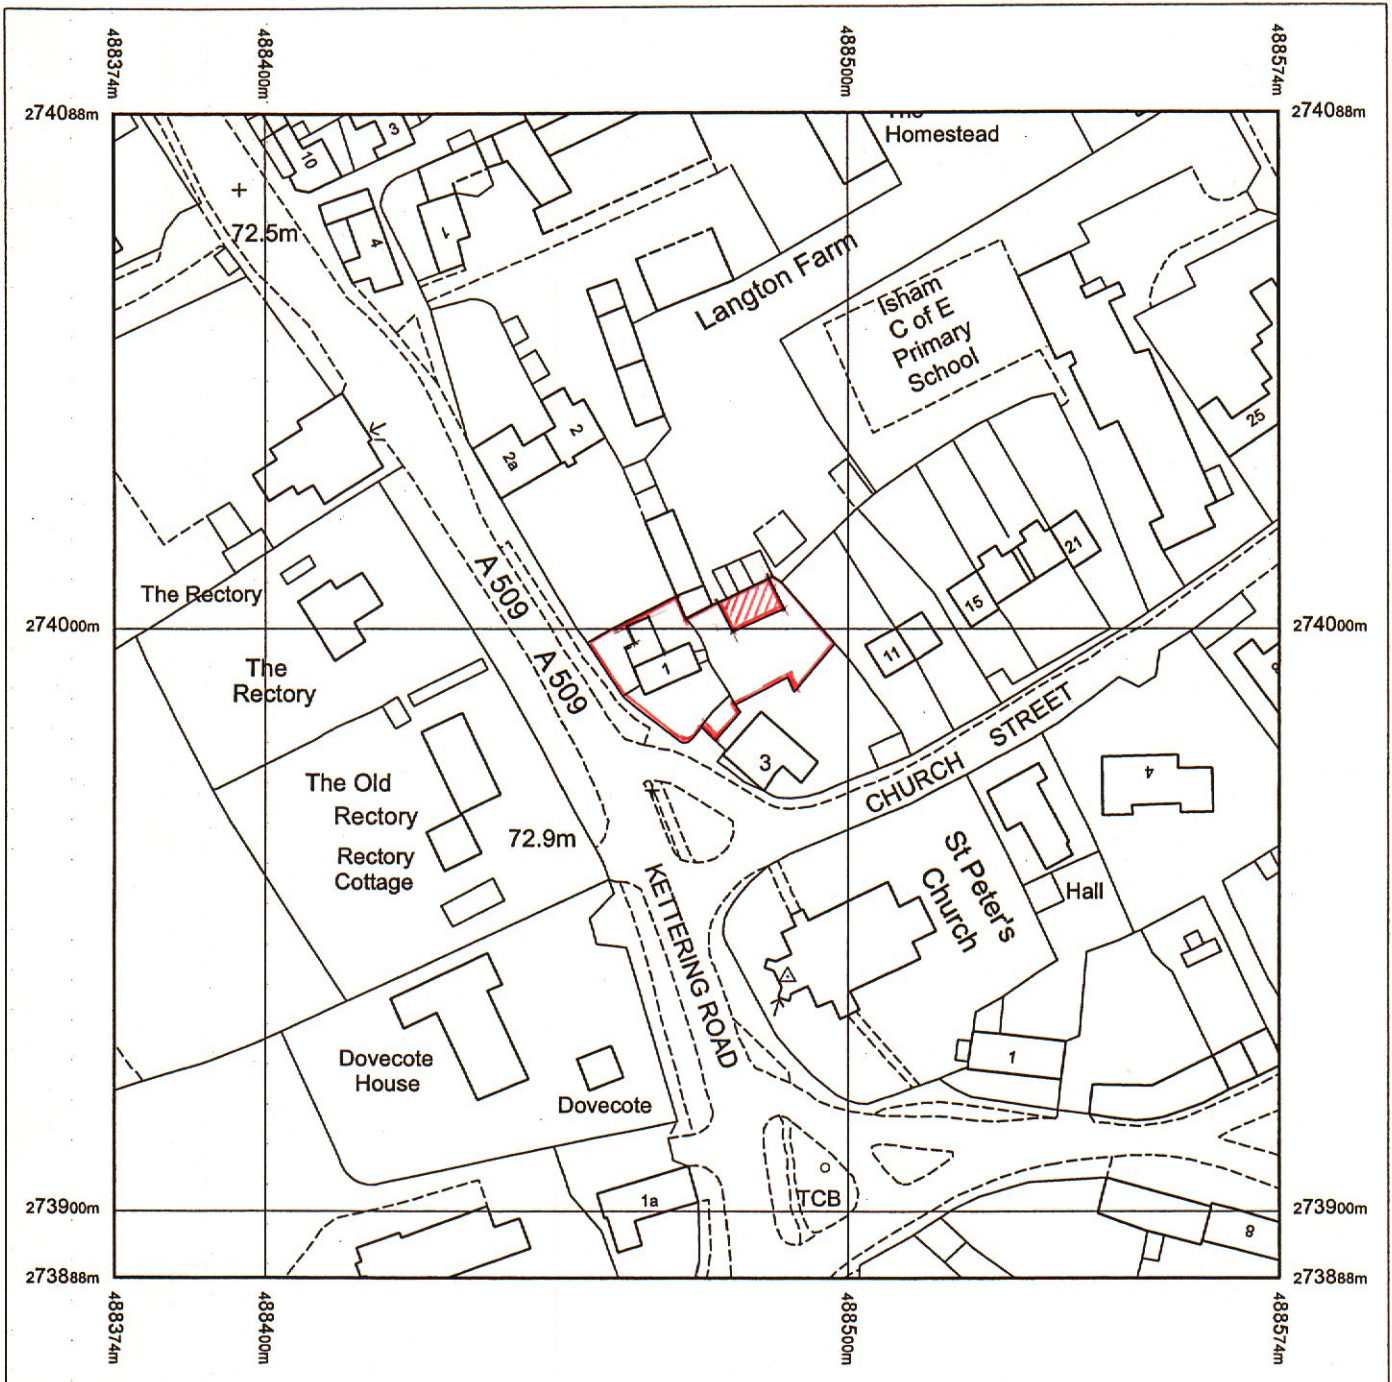 488374m
488400m
488500m
488574m
274088m
274088m
3
10
The
Homestead
72.5m
4
1
Langton Farm
Isham
C of E
Primary
School
2
2a
25
A 509
21
15
The Rectory
274000m
274000m
11
1
The
Rectory
A 509
CHURCH STREET
3
4
The Old
Rectory
72.9m
Rectory
Cottage
KETTERING ROAD
St Peter's
Church
Hall
Dovecote
House
1
Dovecote
TCB
1a
273900m
273900m
8
273888m
273888m
488374m
488400m
488500m
488574m